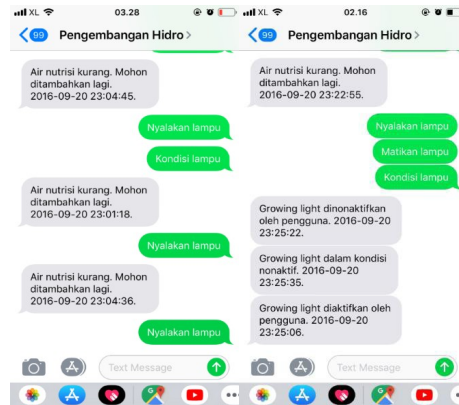 XL 03.28
99 Pengembangan Hidro >
Air nutrisi kurang. Mohon
ditambahkan lagi.
2016-09-20 23:04:45.
Nyalakan lampu
Kondisi lampu
Air nutrisi kurang. Mohon
ditambahkan lagi.
2016-09-20 23:01:18.
Nyalakan lampu
Air nutrisi kurang. Mohon
ditambahkan lagi.
2016-09-20 23:04:36.
Nyalakan lampu
Text Message
XL 02.16
99 Pengembangan Hidro >
Air nutrisi kurang. Mohon
ditambahkan lagi.
2016-09-20 23:22:55.
Nyalakan lampu
Matikan lampu
Kondisi lampu
Growing light dinonaktifkan
oleh pengguna. 2016-09-20
23:25:22.
Growing light dalam kondisi
nonaktif. 2016-09-20
23:25:35.
Growing light diaktifkan oleh
pengguna. 2016-09-20
23:25:06.
Text Message